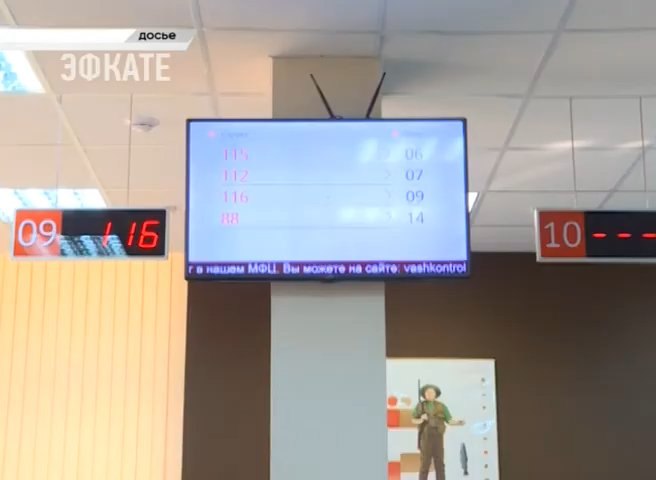 досье
ЭФКАТЕ
115 06
112 07
116 09
88 14
г в нашем МФЦ. Вы можете на сайте: vashkontrol
09 116
10 ---